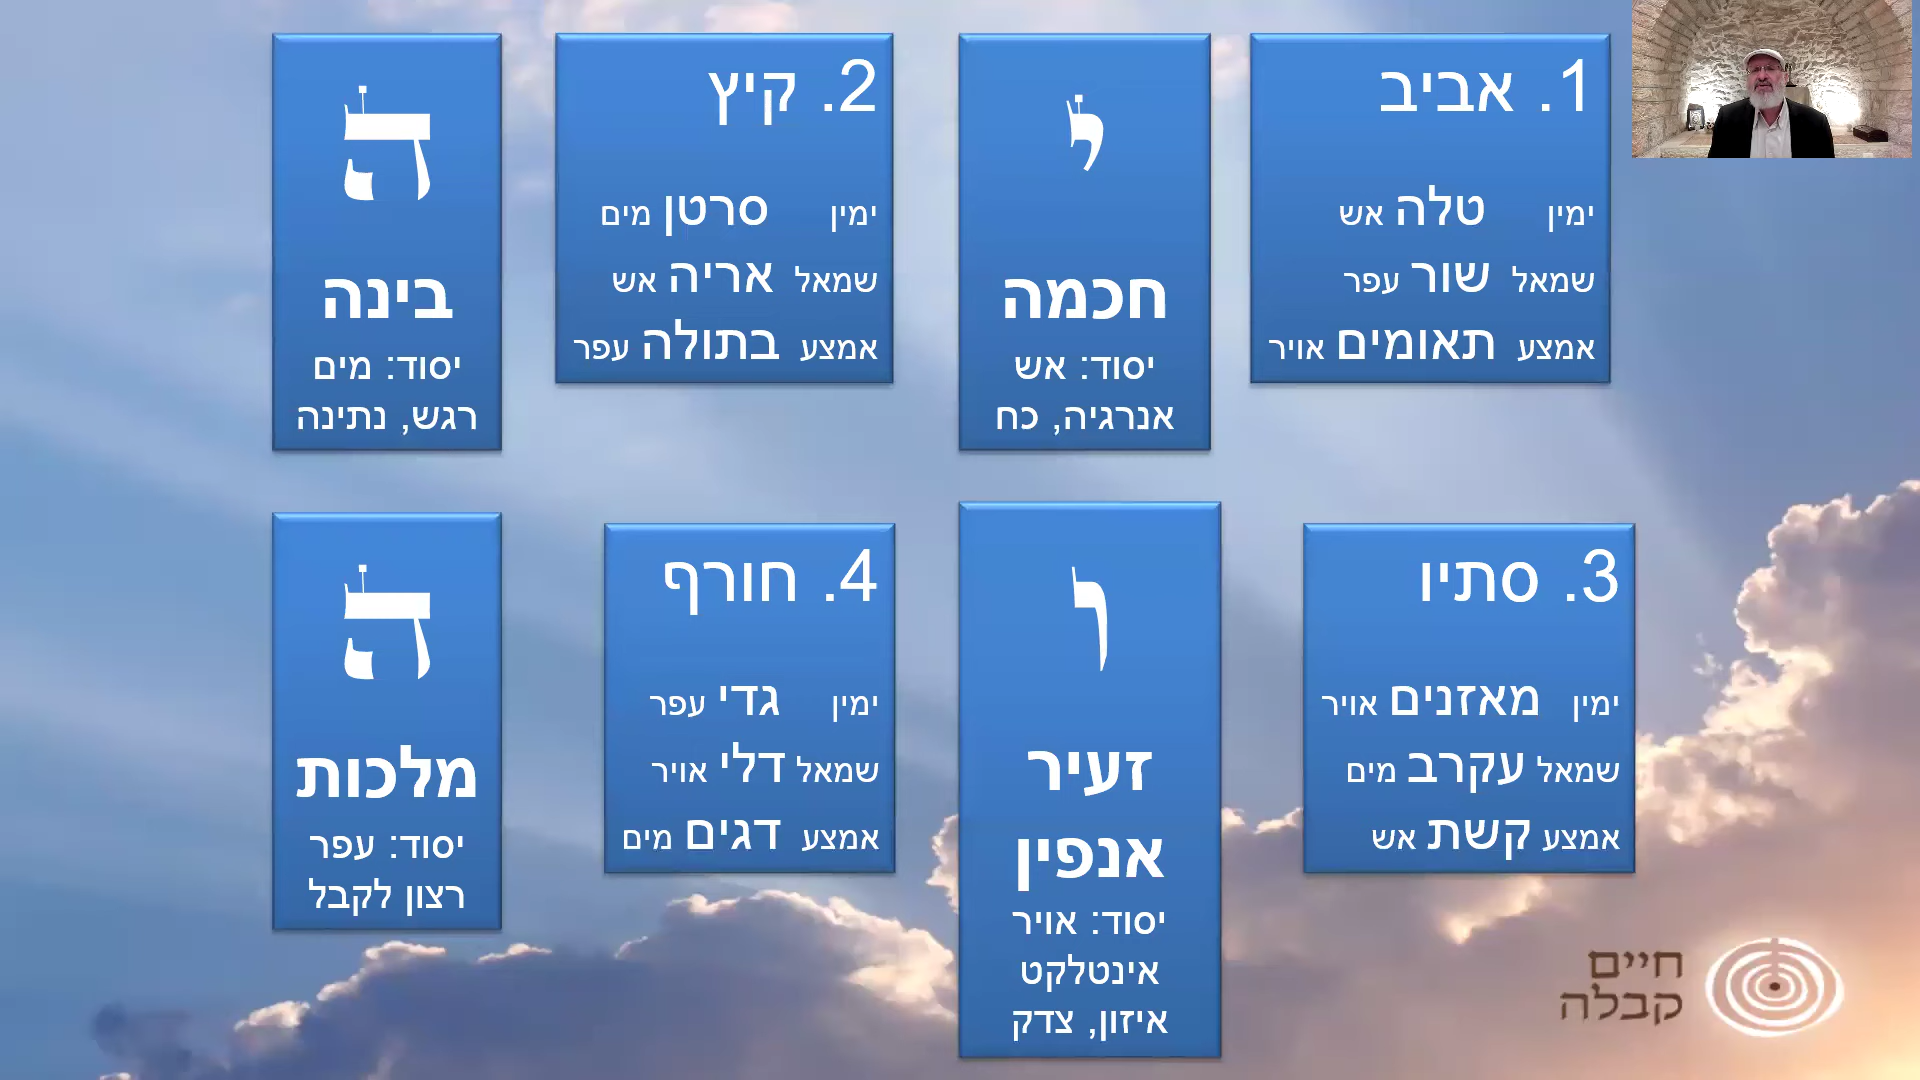 1. אביב
ימין טלה אש
שמאל שור עפר
אמצע תאומים אויר
י
חכמה
יסוד: אש
אנרגיה, כח
2. קיץ
ימין סרטן מים
שמאל אריה אש
אמצע בתולה עפר
ה
בינה
יסוד: מים
רגש, נתינה
3. סתיו
ימין מאזנים אויר
שמאל עקרב מים
אמצע קשת אש
ו
זעיר
אנפין
יסוד: אויר
אינטלקט
איזון, צדק
4. חורף
ימין גדי עפר
שמאל דלי אויר
אמצע דגים מים
ה
מלכות
יסוד: עפר
רצון לקבל
חיים
קבלה